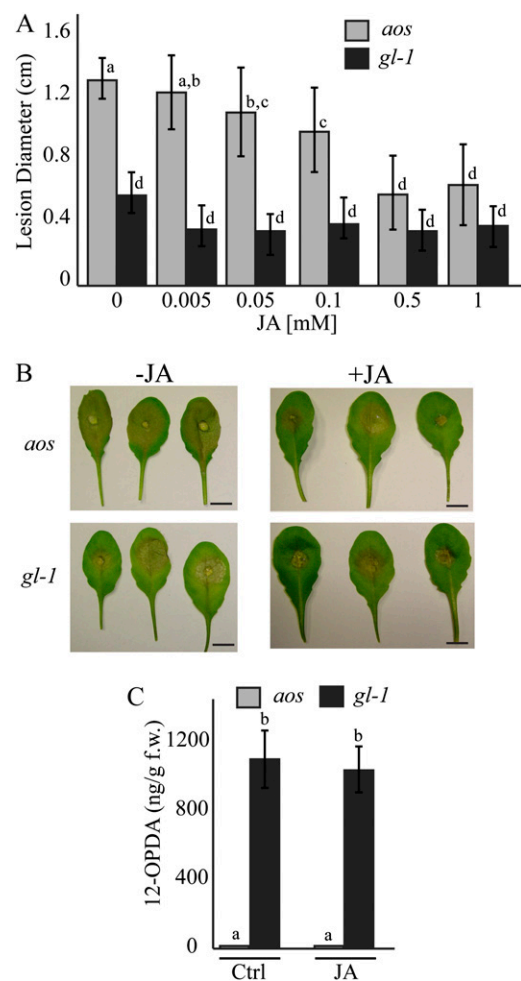 A
1.6
1.2
0.8
0.4
0
Lesion Diameter (cm)
aos
gl-1
a
d
a,b
d
b,c
d
c
d
d
d
d
d
0 0.005 0.05 0.1 0.5 1
JA [mM]
B
-JA +JA
aos
gl-1
C
aos gl-1
1200
800
400
0
12-OPDA (ng/g f.w.)
a
b
a
b
Ctrl JA